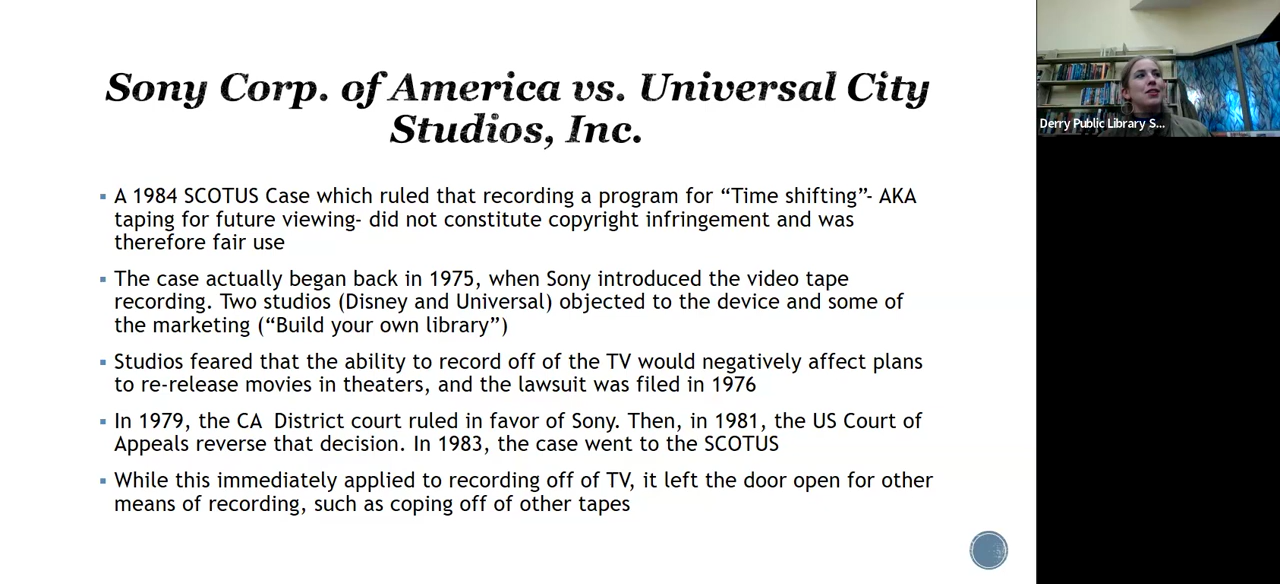 Sony Corp. of America vs. Universal City
Studios, Inc.
▪ A 1984 SCOTUS Case which ruled that recording a program for “Time shifting”- AKA
taping for future viewing- did not constitute copyright infringement and was
therefore fair use
▪ The case actually began back in 1975, when Sony introduced the video tape
recording. Two studios (Disney and Universal) objected to the device and some of
the marketing (“Build your own library”)
▪ Studios feared that the ability to record off of the TV would negatively affect plans
to re-release movies in theaters, and the lawsuit was filed in 1976
▪ In 1979, the CA District court ruled in favor of Sony. Then, in 1981, the US Court of
Appeals reverse that decision. In 1983, the case went to the SCOTUS
▪ While this immediately applied to recording off of TV, it left the door open for other
means of recording, such as coping off of other tapes
Derry Public Library S...